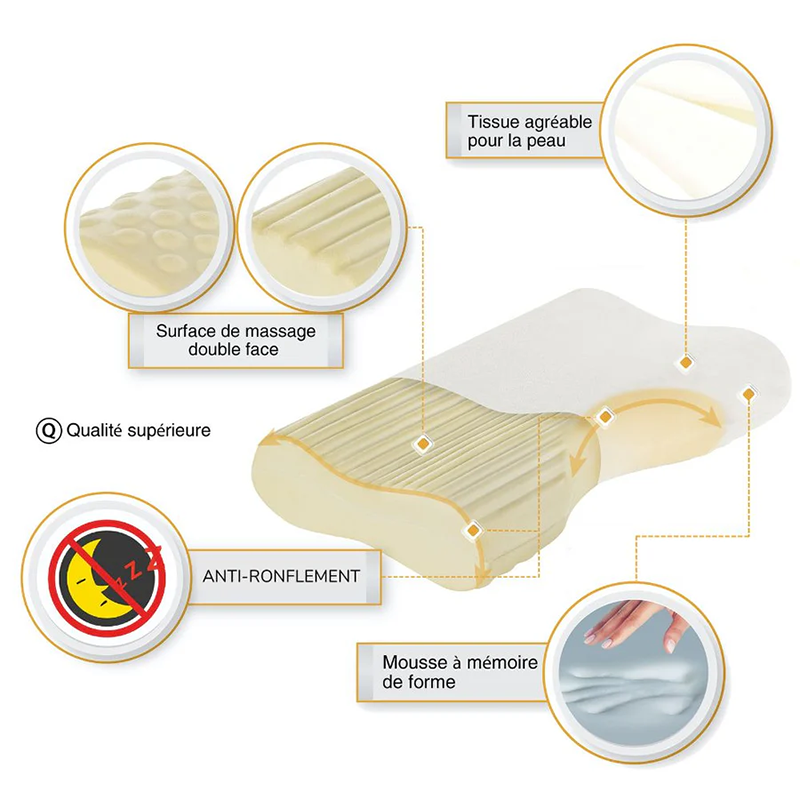 Tissue agréable
pour la peau
Surface de massage
double face
Q Qualité supérieure
zzZ
ANTI-RONFLEMENT
Mousse à mémoire
de forme